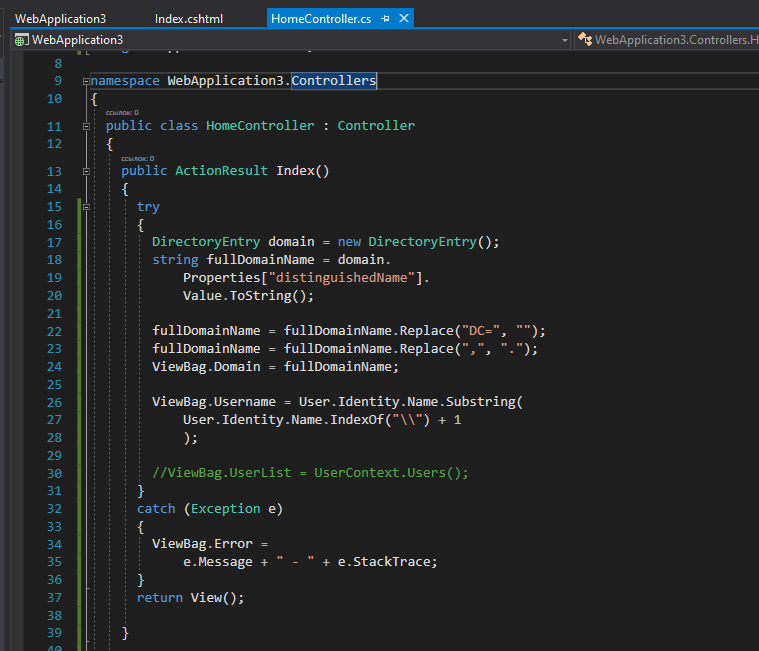 WebApplication3 Index.cshtml HomeController.cs
WebApplication3 WebApplication3.Controllers.H
8
9 namespace WebApplication3.Controllers
10 {
ссылок: 0
11 public class HomeController : Controller
12 {
ссылок: 0
13 public ActionResult Index()
14 {
15 try
16 {
17 DirectoryEntry domain = new DirectoryEntry();
18 string fullDomainName = domain.
19 Properties["distinguishedName"].
20 Value.ToString();
21
22 fullDomainName = fullDomainName.Replace("DC=", "");
23 fullDomainName = fullDomainName.Replace(",", ".");
24 ViewBag.Domain = fullDomainName;
25
26 ViewBag.Username = User.Identity.Name.Substring(
27 User.Identity.Name.IndexOf("\\") + 1
28 );
29
30 //ViewBag.UserList = UserContext.Users();
31 }
32 catch (Exception e)
33 {
34 ViewBag.Error =
35 e.Message + " - " + e.StackTrace;
36 }
37 return View();
38
39 }
40